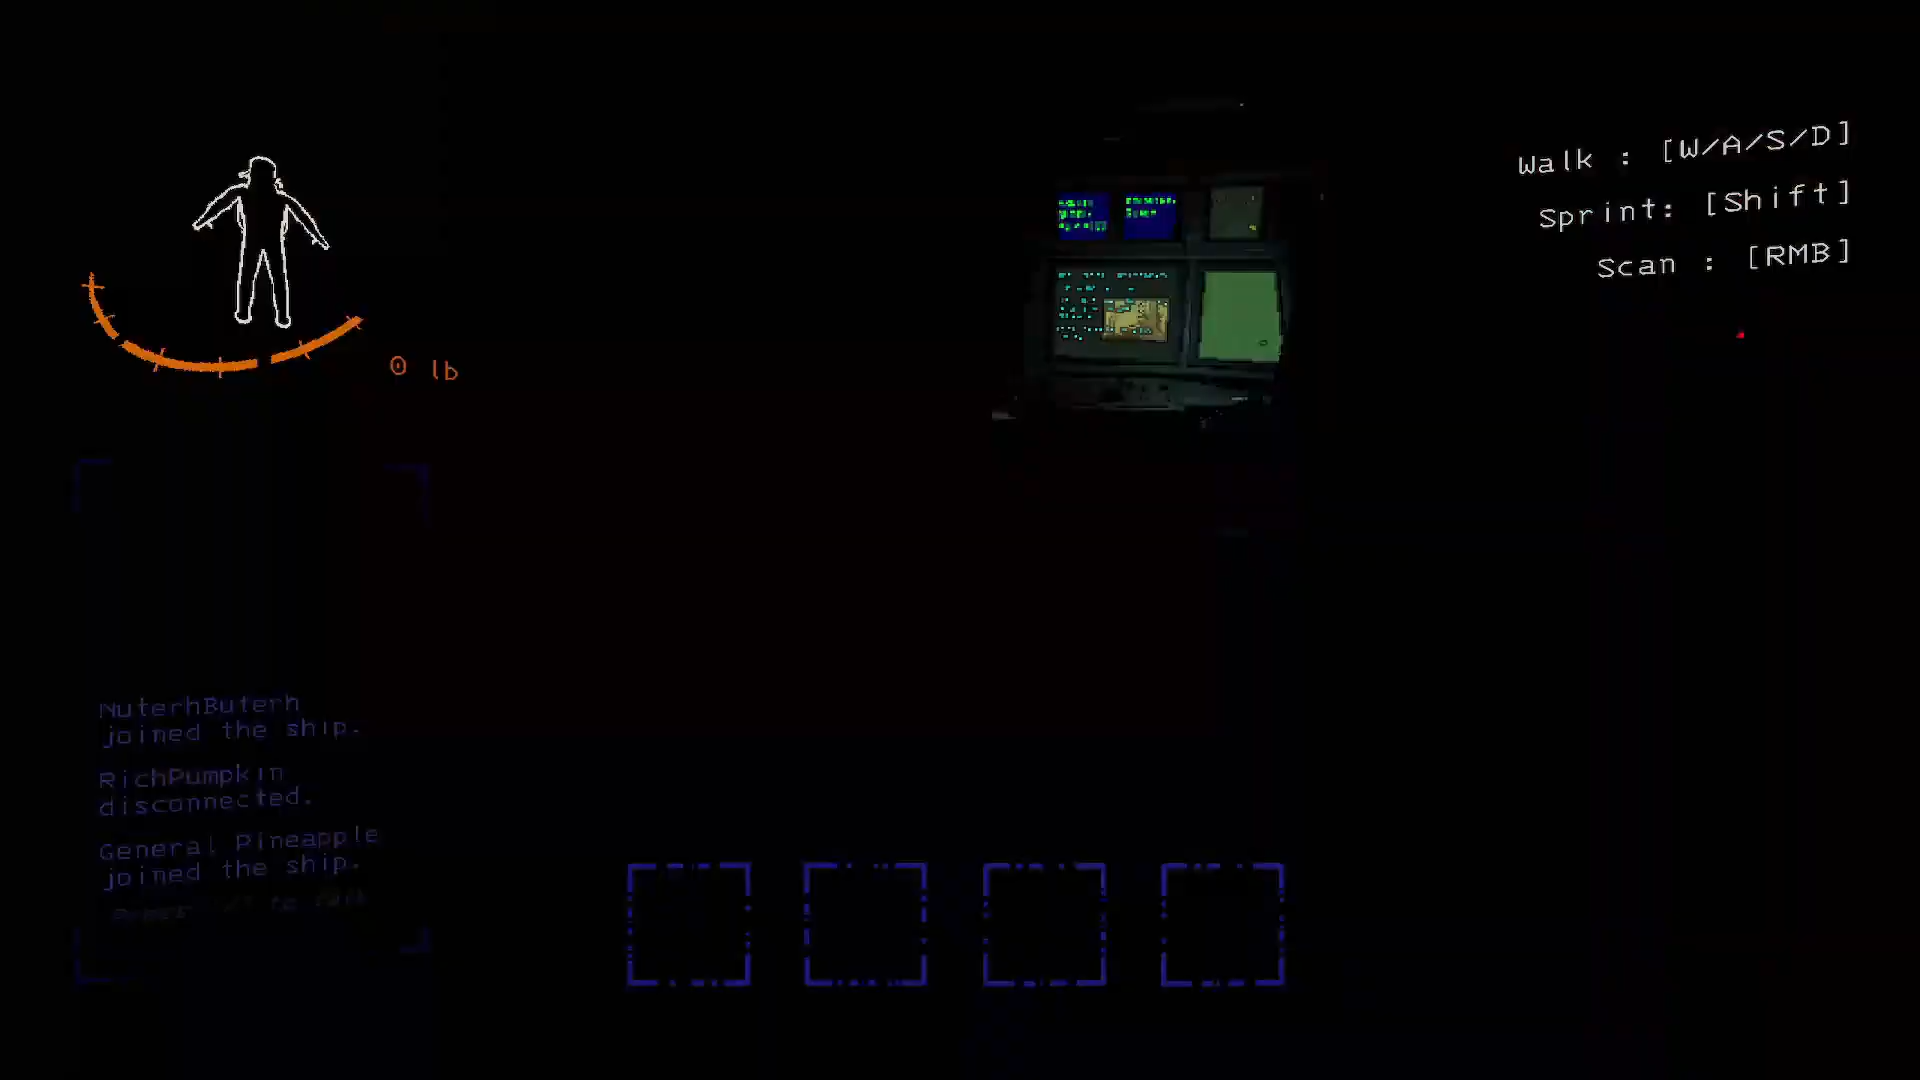 Walk : [W/A/S/D]
Sprint: [Shift]
Scan : [RMB]
0 lb
NuterhButerh
joined the ship.
RichPumpkin
disconnected.
General Pineapple
joined the ship.